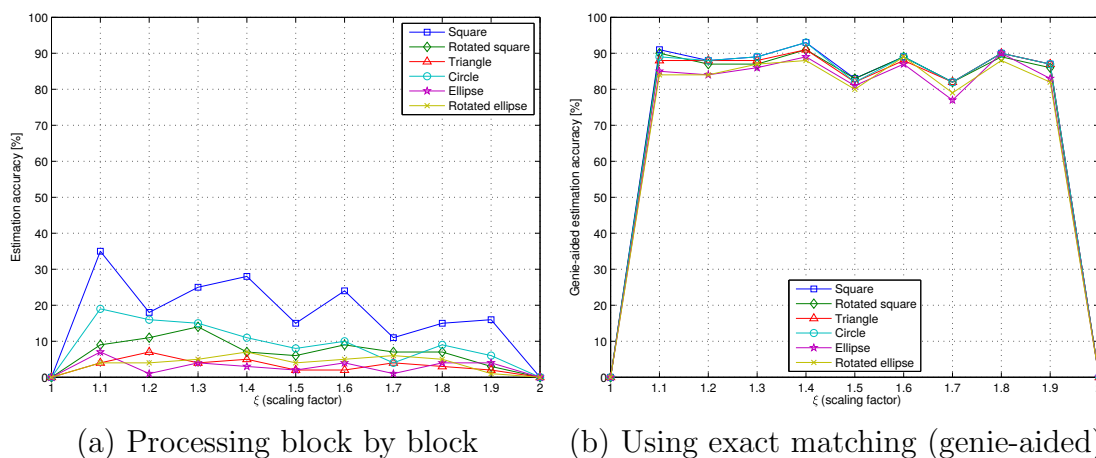 100
90
80
70
60
50
40
30
20
10
0
Estimation accuracy [%]
1
1.1
1.2
1.3
1.4
1.5
1.6
1.7
1.8
1.9
2
ξ (scaling factor)
Square
Rotated square
Triangle
Circle
Ellipse
Rotated ellipse
(a) Processing block by block
100
90
80
70
60
50
40
30
20
10
0
Genie-aided estimation accuracy [%]
1
1.1
1.2
1.3
1.4
1.5
1.6
1.7
1.8
1.9
ξ (scaling factor)
Square
Rotated square
Triangle
Circle
Ellipse
Rotated ellipse
(b) Using exact matching (genie-aided)